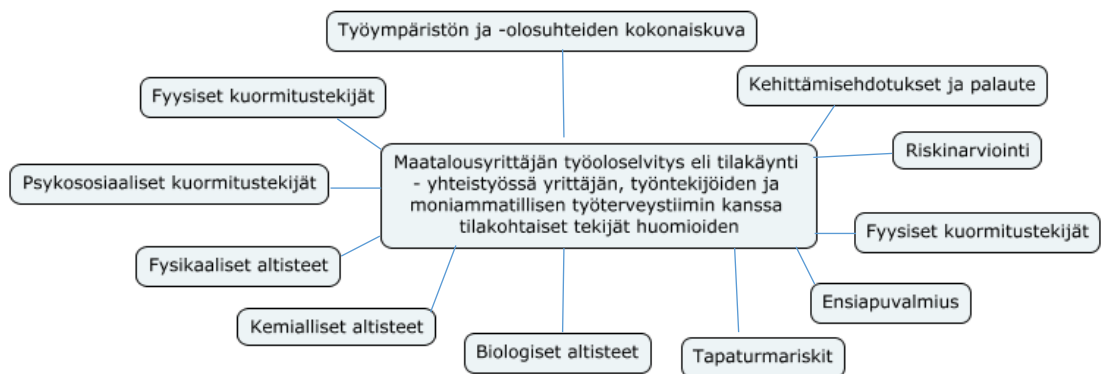 Työympäristön ja -olosuhteiden kokonaiskuva
Kehittämisehdotukset ja palaute
Fyysiset kuormitustekijät
Riskinarviointi
Maatalousyrittäjän työoloselvitys eli tilakäynti
- yhteistyössä yrittäjän, työntekijöiden ja
moniammatillisen työterveystiimin kanssa
tilakohtaiset tekijät huomioiden
Psykososiaaliset kuormitustekijät
Fyysiset kuormitustekijät
Fysikaaliset altisteet
Ensiapuvalmius
Kemialliset altisteet
Biologiset altisteet
Tapaturmariskit